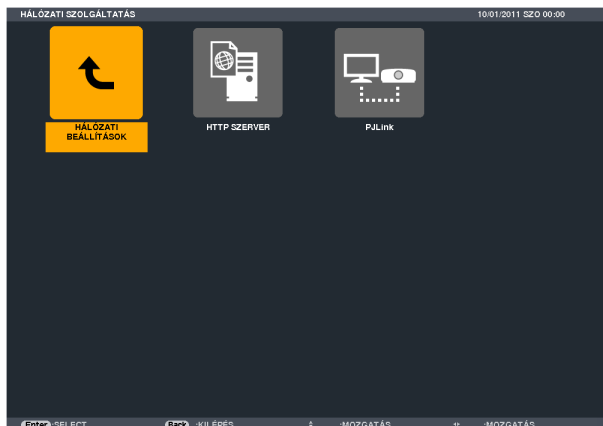 HÁLÓZATI SZOLGÁLTATÁS 10/01/2011 SZO 00:00
HÁLÓZATI
BEÁLLÍTÁSOK
HTTP SZERVER
PJLink
Enter :SELECT Back :KILÉPÉS :MOZGATÁS :MOZGATÁS